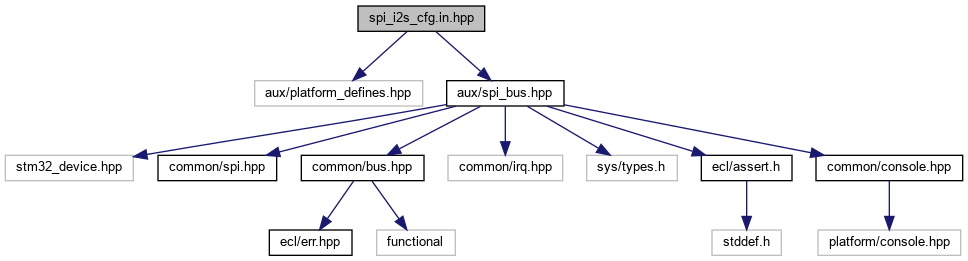 spi_i2s_cfg.in.hpp
aux/platform_defines.hpp
aux/spi_bus.hpp
stm32_device.hpp
common/spi.hpp
common/bus.hpp
common/irq.hpp
sys/types.h
ecl/assert.h
common/console.hpp
ecl/err.hpp
functional
stddef.h
platform/console.hpp